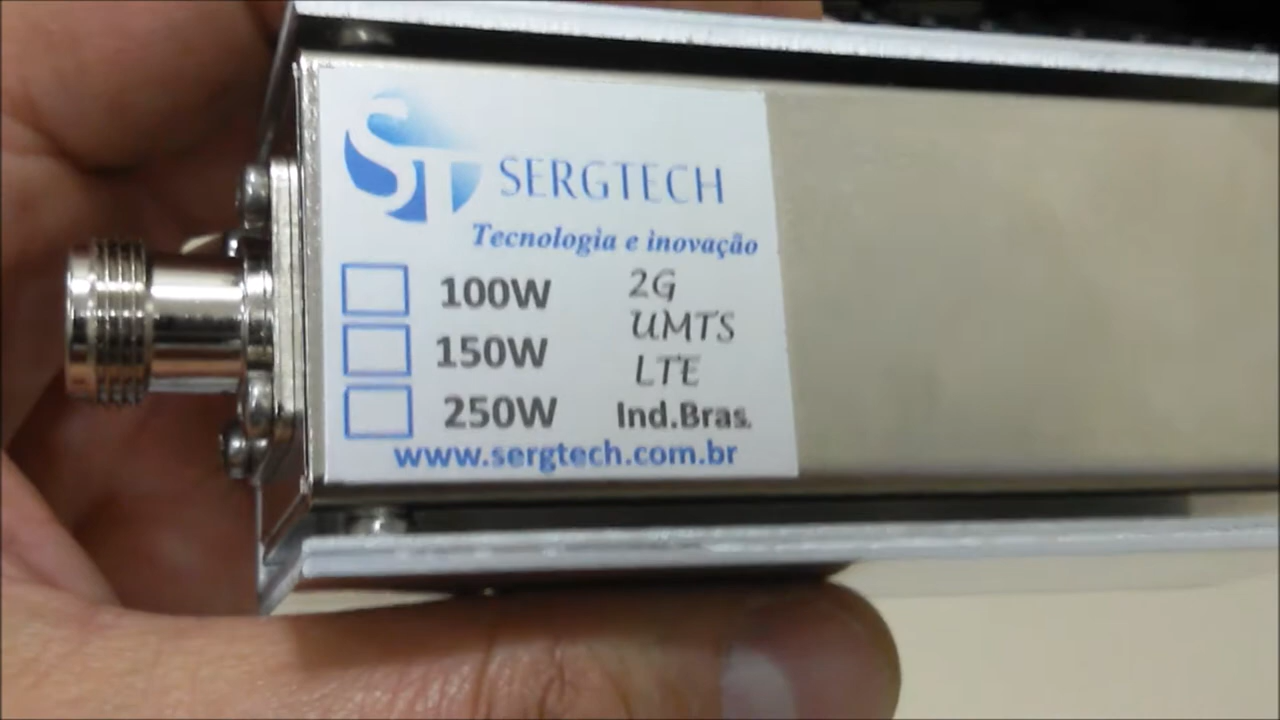 ST SERGTECH
Tecnologia e inovação
100W 2G
150W UMTS
LTE
250W Ind.Bras.
www.sergtech.com.br